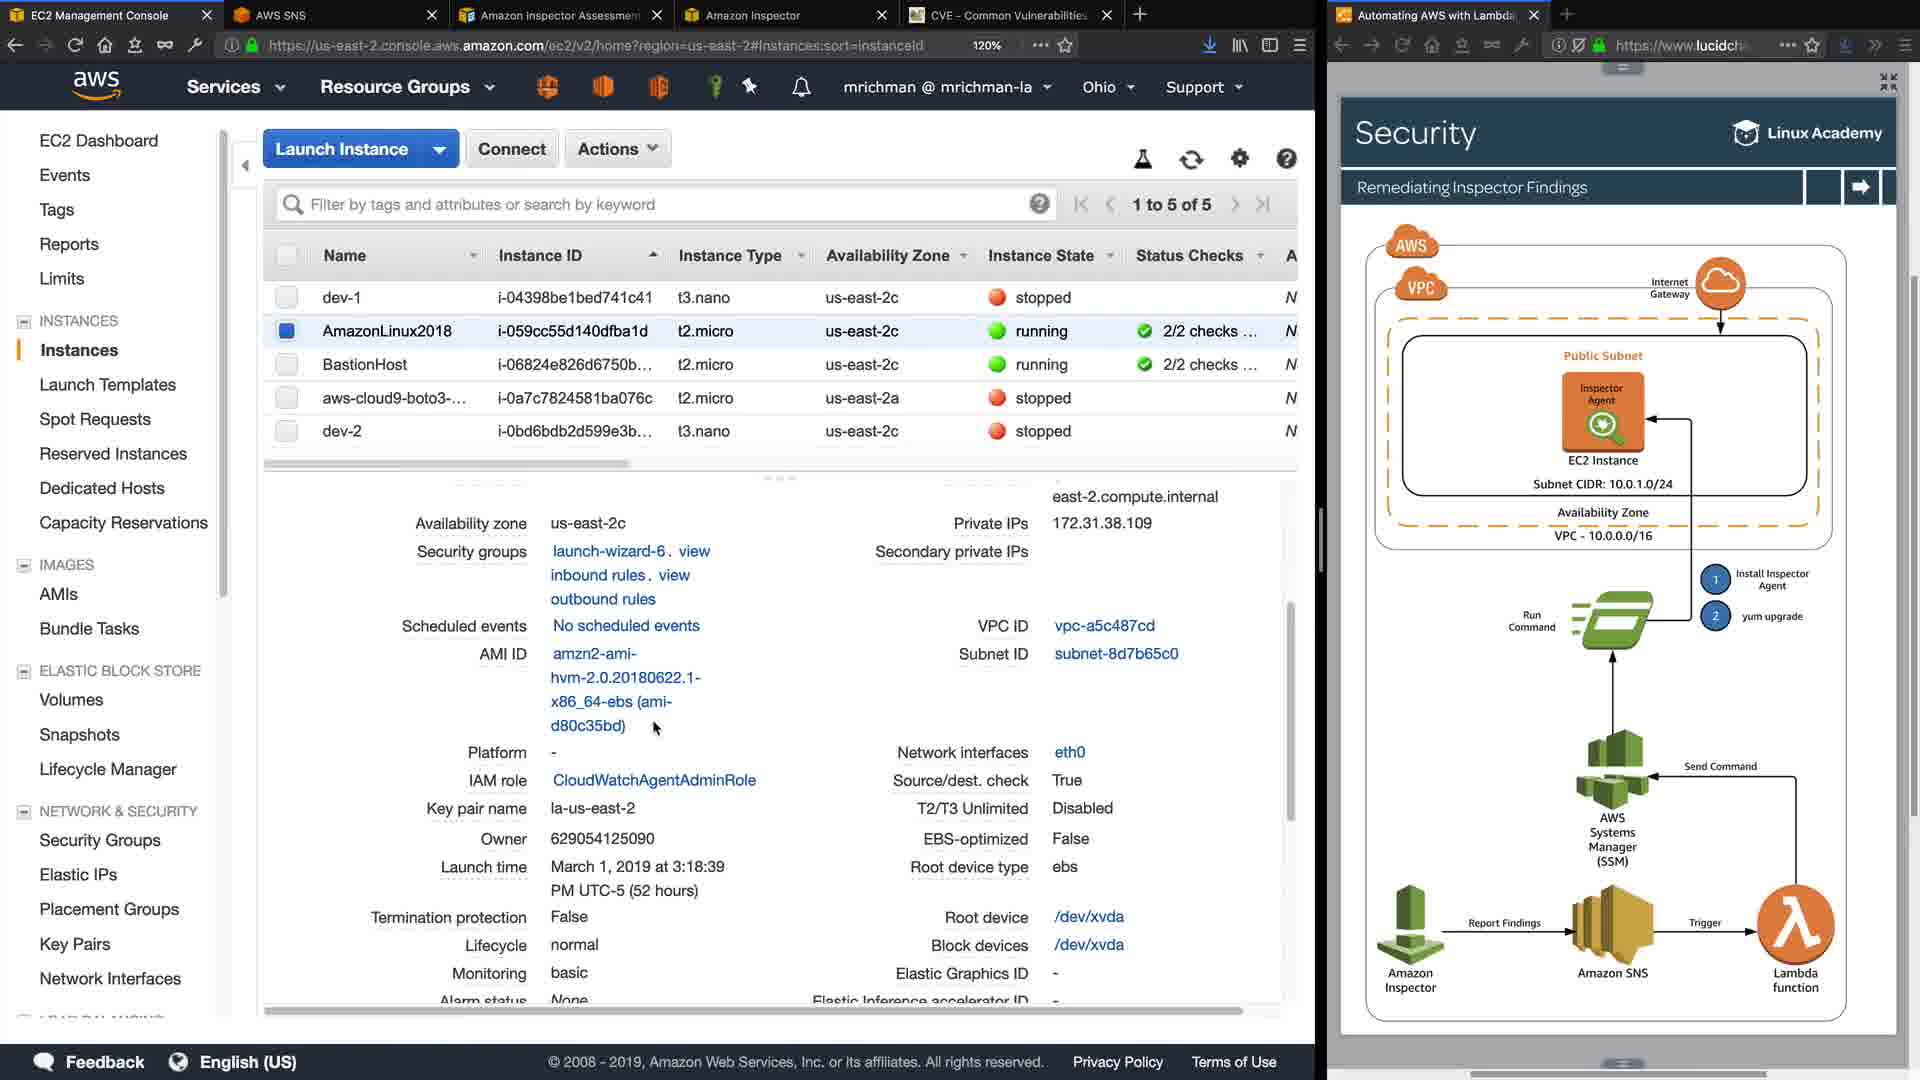 EC2 Management Console
AWS SNS
Amazon Inspector Assessment
Amazon Inspector
CVE - Common Vulnerabilities
https://us-east-2.console.aws.amazon.com/ec2/v2/home?region=us-east-2#Instances:sort=instanceId
120%
aws
Services
Resource Groups
mrichman @ mrichman-la
Ohio
Support
EC2 Dashboard
Events
Tags
Reports
Limits
INSTANCES
Instances
Launch Templates
Spot Requests
Reserved Instances
Dedicated Hosts
Capacity Reservations
IMAGES
AMIs
Bundle Tasks
ELASTIC BLOCK STORE
Volumes
Snapshots
Lifecycle Manager
NETWORK & SECURITY
Security Groups
Elastic IPs
Placement Groups
Key Pairs
Network Interfaces
Launch Instance
Connect
Actions
Filter by tags and attributes or search by keyword
1 to 5 of 5
Name Instance ID Instance Type Availability Zone Instance State Status Checks A
dev-1 i-04398be1bed741c41 t3.nano us-east-2c stopped N
AmazonLinux2018 i-059cc55d140dfba1d t2.micro us-east-2c running 2/2 checks ... N
BastionHost i-06824e826d6750b... t2.micro us-east-2c running 2/2 checks ... N
aws-cloud9-boto3-... i-0a7c7824581ba076c t2.micro us-east-2a stopped N
dev-2 i-0bd6bdb2d599e3b... t3.nano us-east-2c stopped N
east-2.compute.internal
Availability zone us-east-2c
Private IPs 172.31.38.109
Security groups launch-wizard-6. view
inbound rules. view
outbound rules
Secondary private IPs
Scheduled events No scheduled events
VPC ID vpc-a5c487cd
AMI ID amzn2-ami-
hvm-2.0.20180622.1-
x86_64-ebs (ami-
d80c35bd)
Subnet ID subnet-8d7b65c0
Platform -
Network interfaces eth0
IAM role CloudWatchAgentAdminRole
Source/dest. check True
Key pair name la-us-east-2
T2/T3 Unlimited Disabled
Owner 629054125090
EBS-optimized False
Launch time March 1, 2019 at 3:18:39
PM UTC-5 (52 hours)
Root device type ebs
Termination protection False
Root device /dev/xvda
Lifecycle normal
Block devices /dev/xvda
Monitoring basic
Elastic Graphics ID -
Alarm status None
Elastic Inference accelerator ID -
Feedback
English (US)
© 2008 - 2019, Amazon Web Services, Inc. or its affiliates. All rights reserved.
Privacy Policy
Terms of Use
Automating AWS with Lambda
https://www.lucidch
Security
Linux Academy
Remediating Inspector Findings
AWS
VPC
Internet
Gateway
Public Subnet
Inspector
Agent
EC2 Instance
Subnet CIDR: 10.0.1.0/24
Availability Zone
VPC - 10.0.0.0/16
1
Install Inspector
Agent
2
yum upgrade
Run
Command
Send Command
AWS
Systems
Manager
(SSM)
Report Findings
Trigger
Amazon
Inspector
Amazon SNS
Lambda
function